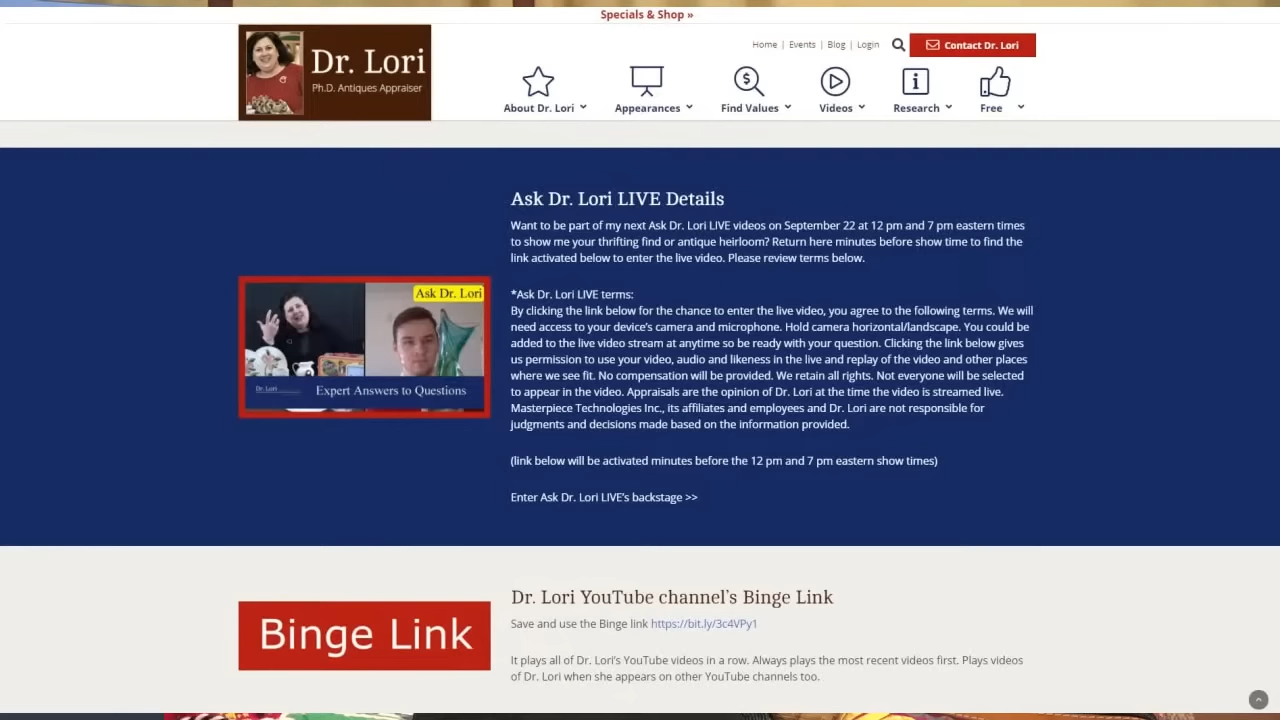 Specials & Shop »
Dr. Lori
Ph.D. Antiques Appraiser
Home | Events | Blog | Login
Contact Dr. Lori
About Dr. Lori
Appearances
Find Values
Videos
Research
Free
Ask Dr. Lori LIVE Details
Want to be part of my next Ask Dr. Lori LIVE videos on September 22 at 12 pm and 7 pm eastern times
to show me your thrifting find or antique heirloom? Return here minutes before show time to find the
link activated below to enter the live video. Please review terms below.
*Ask Dr. Lori LIVE terms:
By clicking the link below for the chance to enter the live video, you agree to the following terms. We will
need access to your device's camera and microphone. Hold camera horizontal/landscape. You could be
added to the live video stream at anytime so be ready with your question. Clicking the link below gives
us permission to use your video, audio and likeness in the live and replay of the video and other places
where we see fit. No compensation will be provided. We retain all rights. Not everyone will be selected
to appear in the video. Appraisals are the opinion of Dr. Lori at the time the video is streamed live.
Masterpiece Technologies Inc., its affiliates and employees and Dr. Lori are not responsible for
judgments and decisions made based on the information provided.
(link below will be activated minutes before the 12 pm and 7 pm eastern show times)
Enter Ask Dr. Lori LIVE's backstage >>
Ask Dr. Lori
Dr. Lori
Expert Answers to Questions
Binge Link
Dr. Lori YouTube channel's Binge Link
Save and use the Binge link https://bit.ly/3c4VPy1
It plays all of Dr. Lori's YouTube videos in a row. Always plays the most recent videos first. Plays videos
of Dr. Lori when she appears on other YouTube channels too.